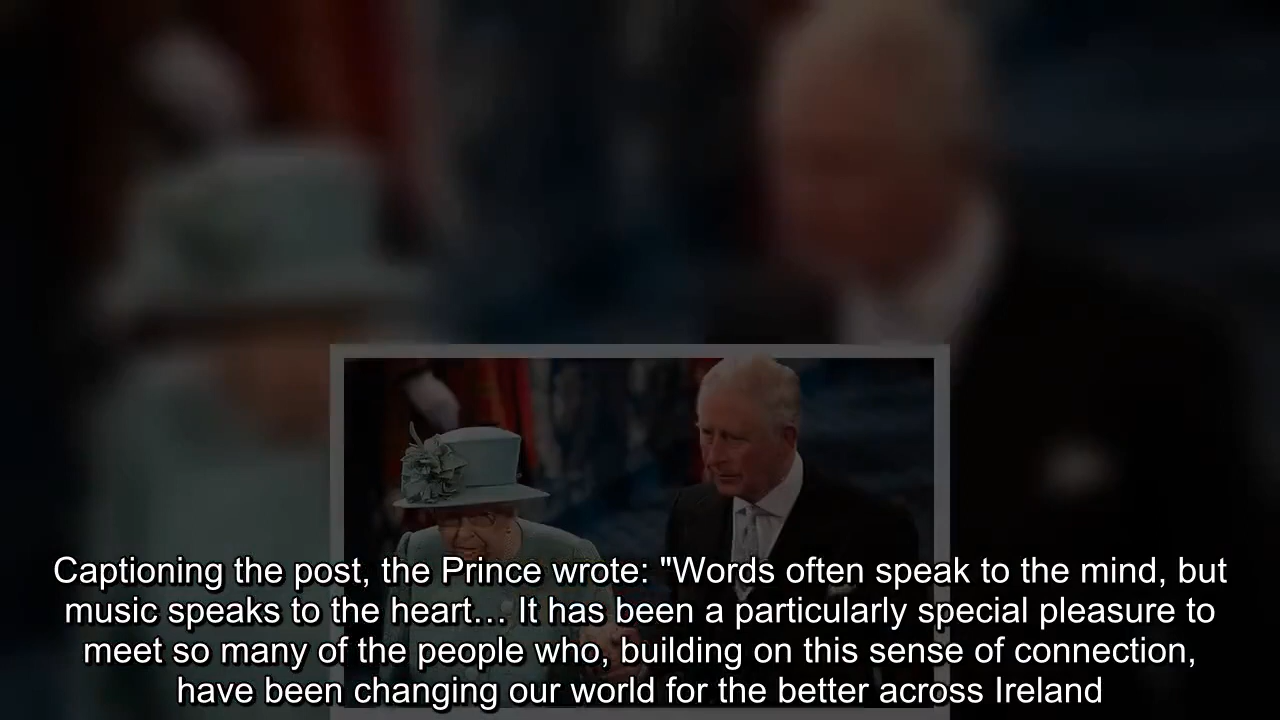 Captioning the post, the Prince wrote: "Words often speak to the mind, but
music speaks to the heart… It has been a particularly special pleasure to
meet so many of the people who, building on this sense of connection,
have been changing our world for the better across Ireland